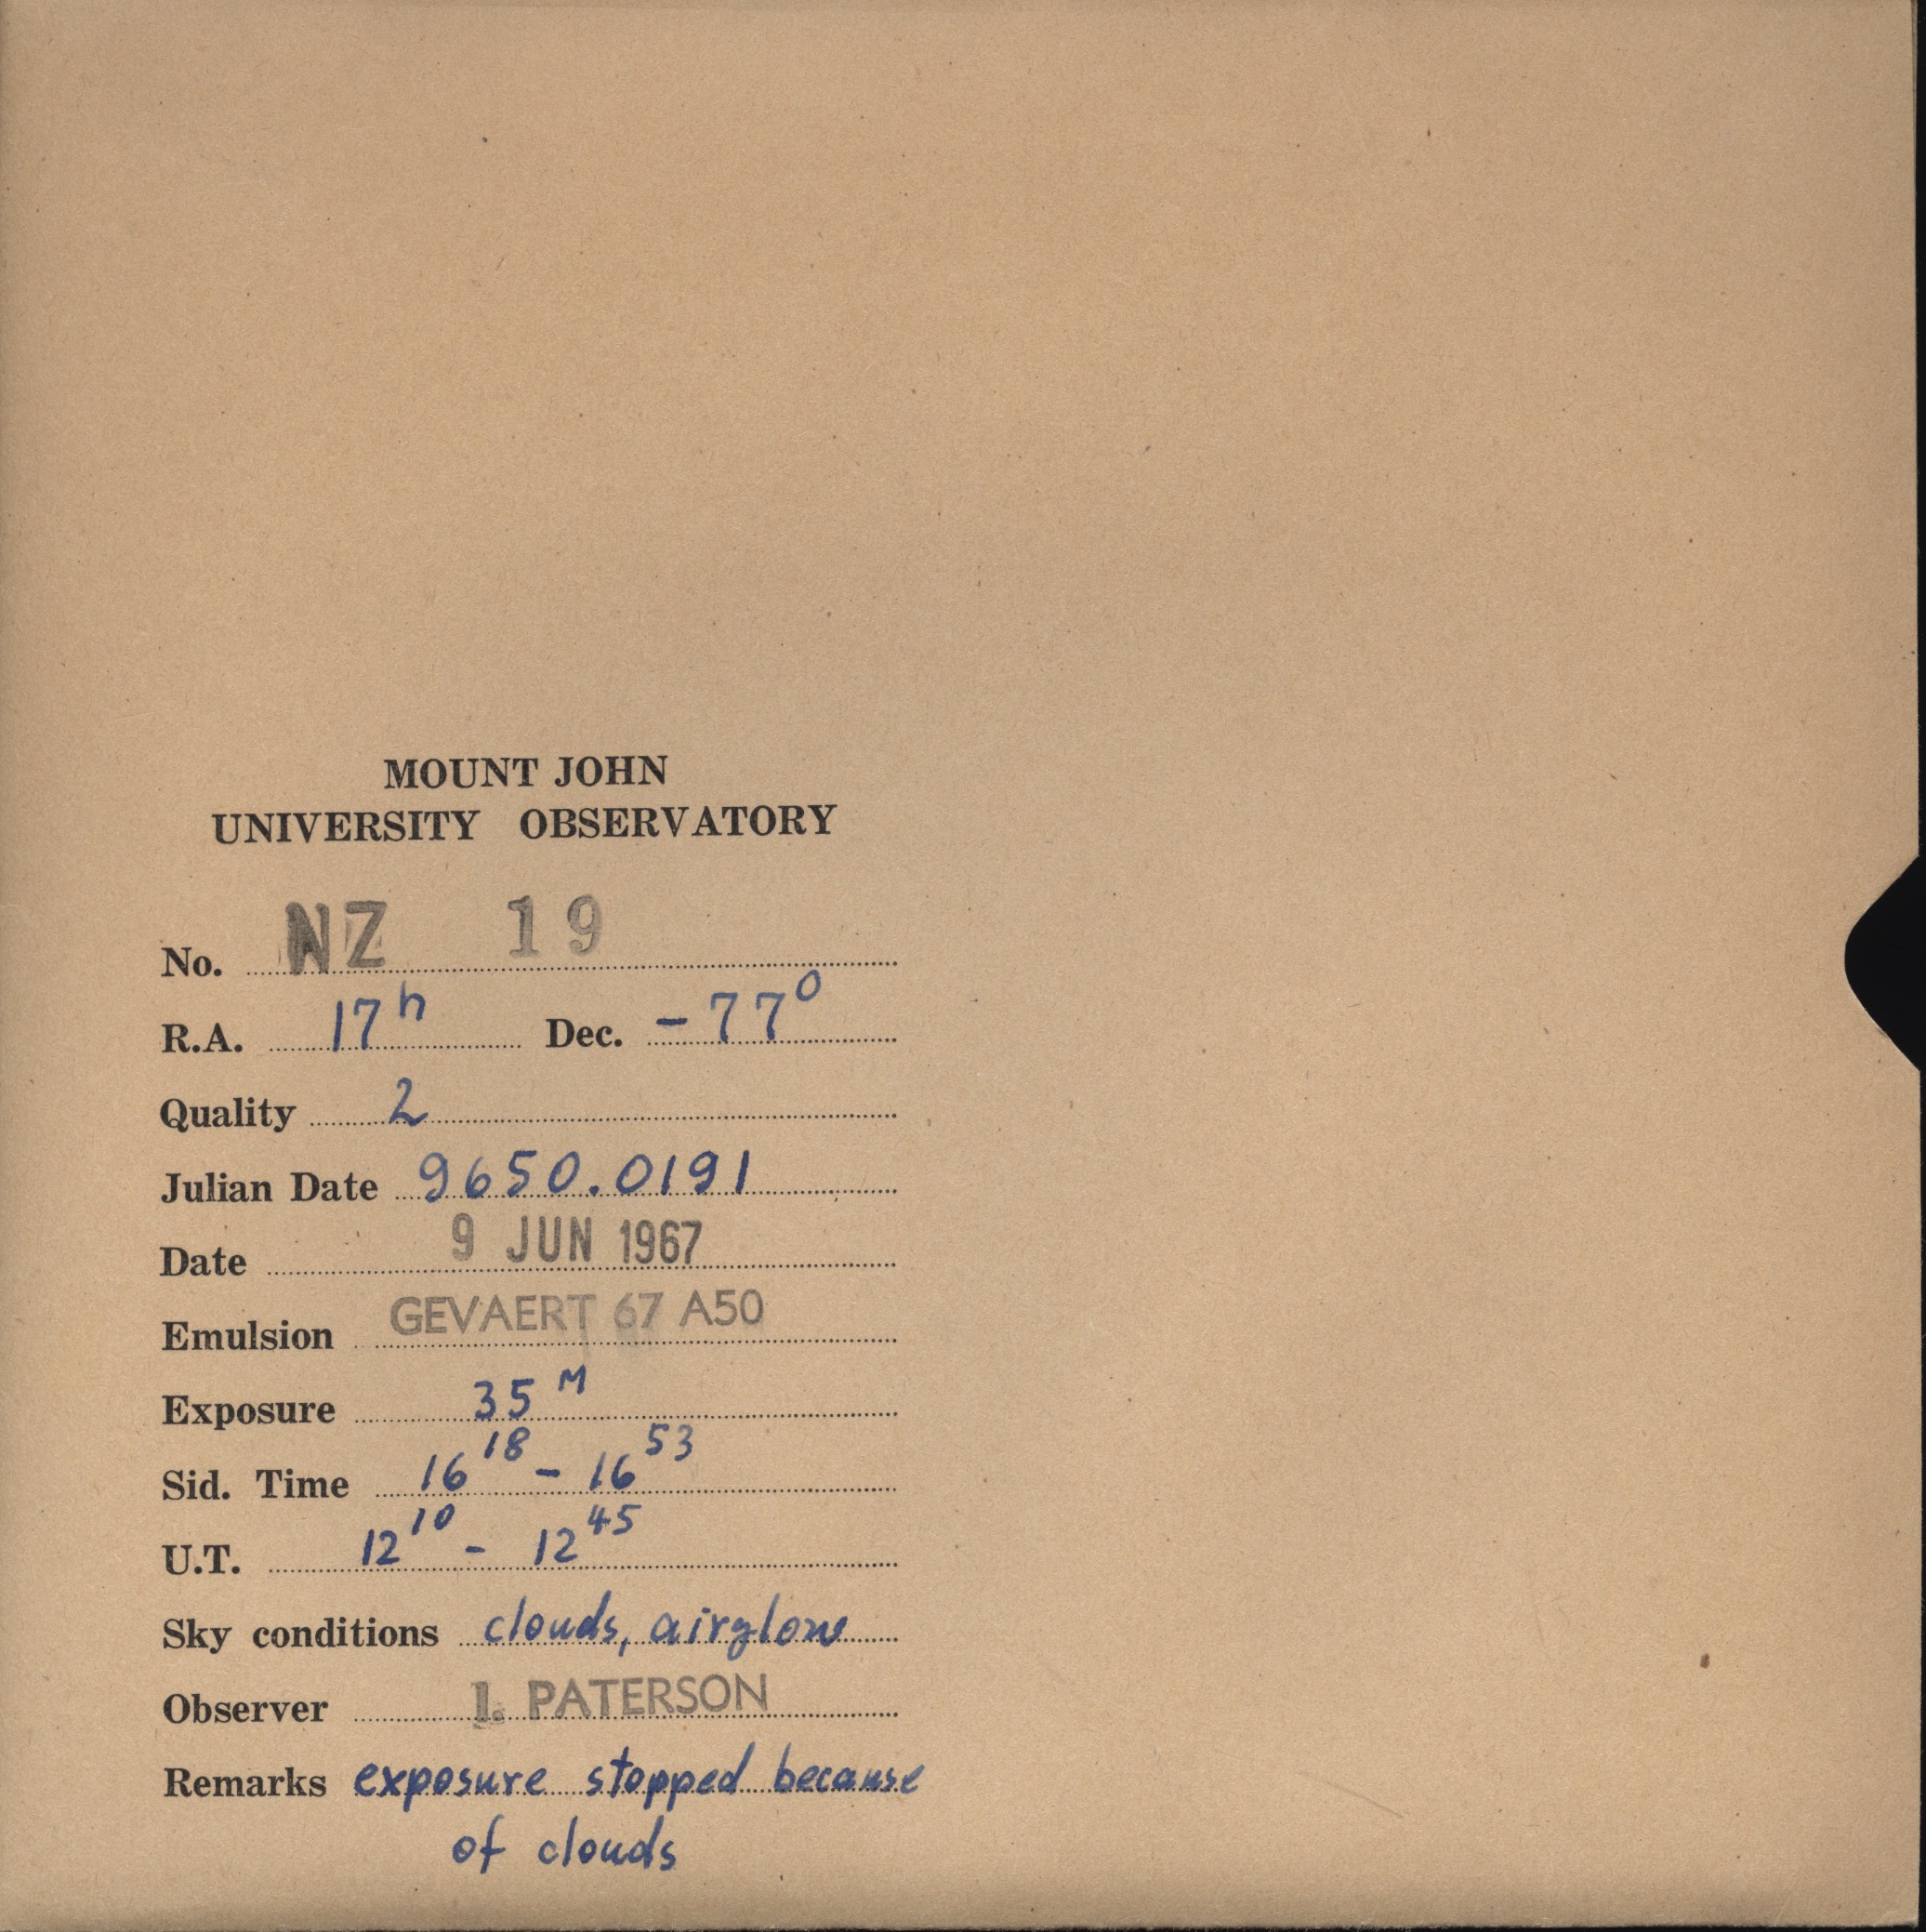 MOUNT JOHN
UNIVERSITY OBSERVATORY
No. NZ 19
R.A. 17h Dec. -77°
Quality 2
Julian Date 9650.0191
Date 9 JUN 1967
Emulsion GEVAERT 67 A50
Exposure 35 M
Sid. Time 16 18 - 16 53
U.T. 12 10 - 12 45
Sky conditions clouds, airglow
Observer I. PATERSON
Remarks exposure stopped because
of clouds